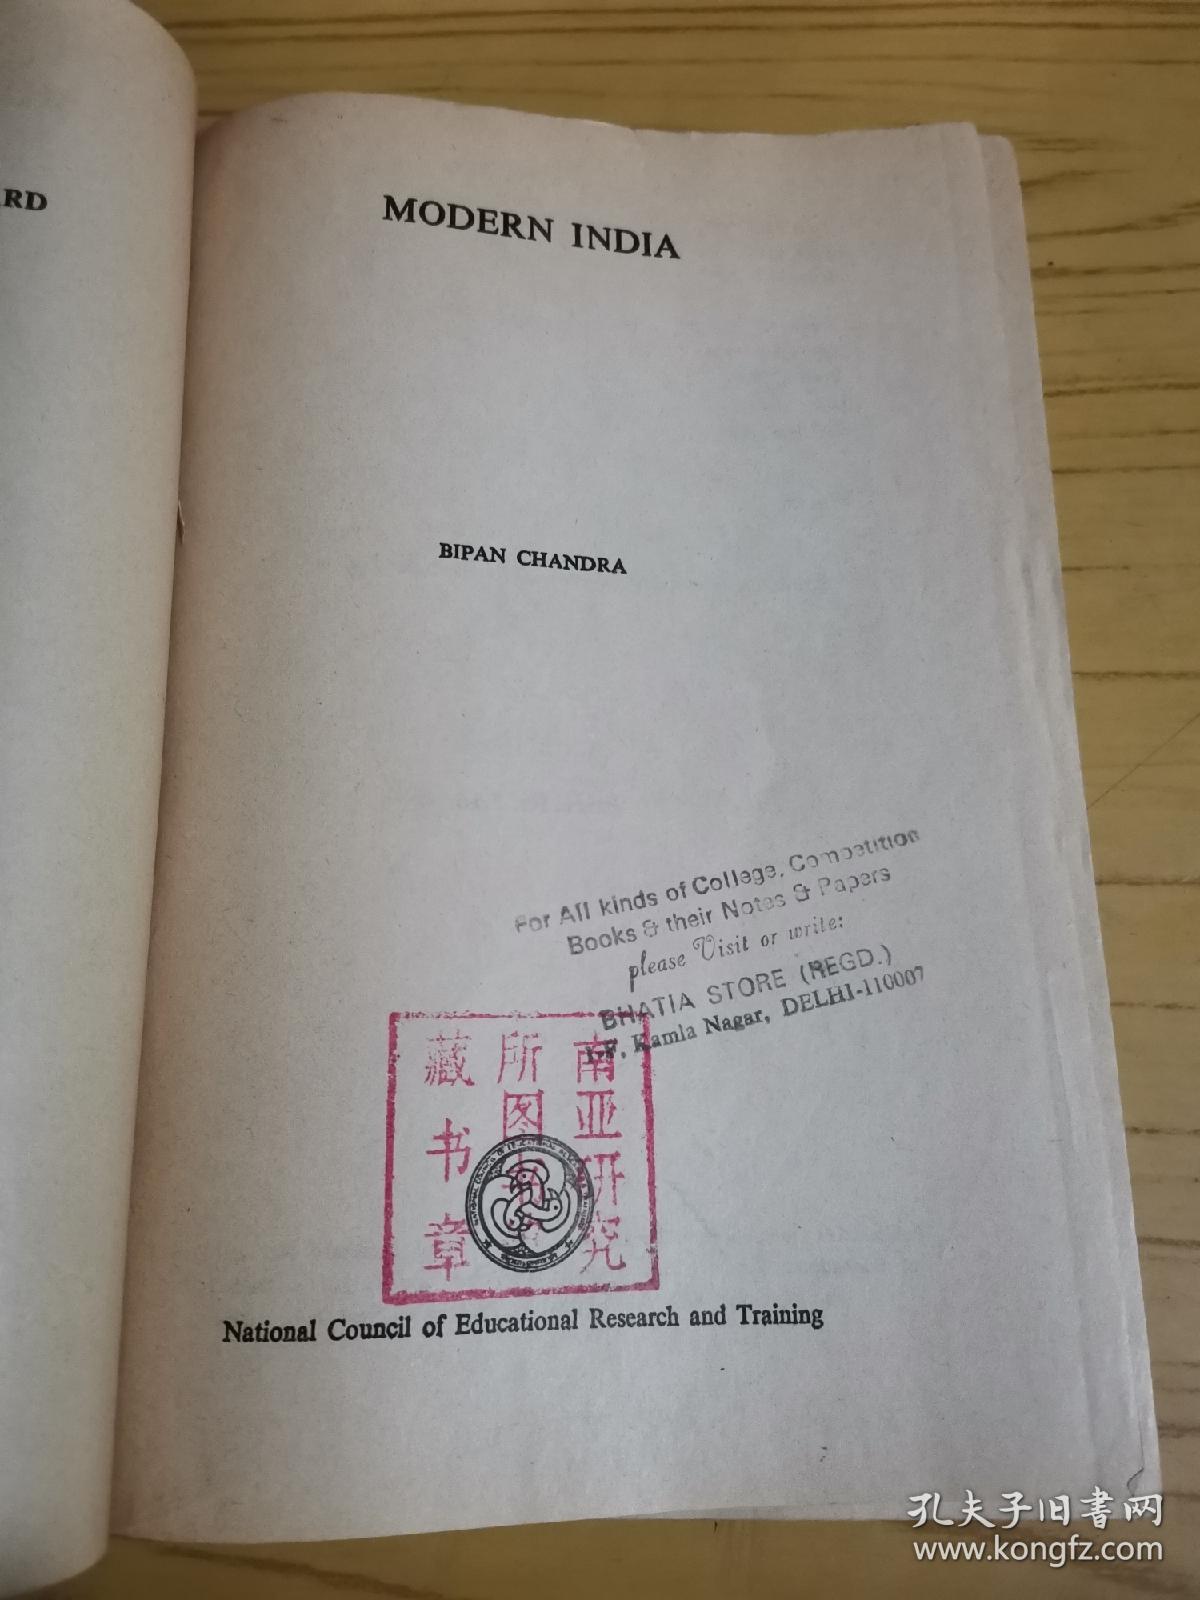 RD
MODERN INDIA
BIPAN CHANDRA
For All kinds of College, Competition
Books & their Notes & Papers
please Visit or write:
BHATIA STORE (REGD.)
Kamla Nagar, DELHI-110007
南亚研究
所图书
藏书章
National Council of Educational Research and Training
孔夫子旧書网
www.kongfz.com